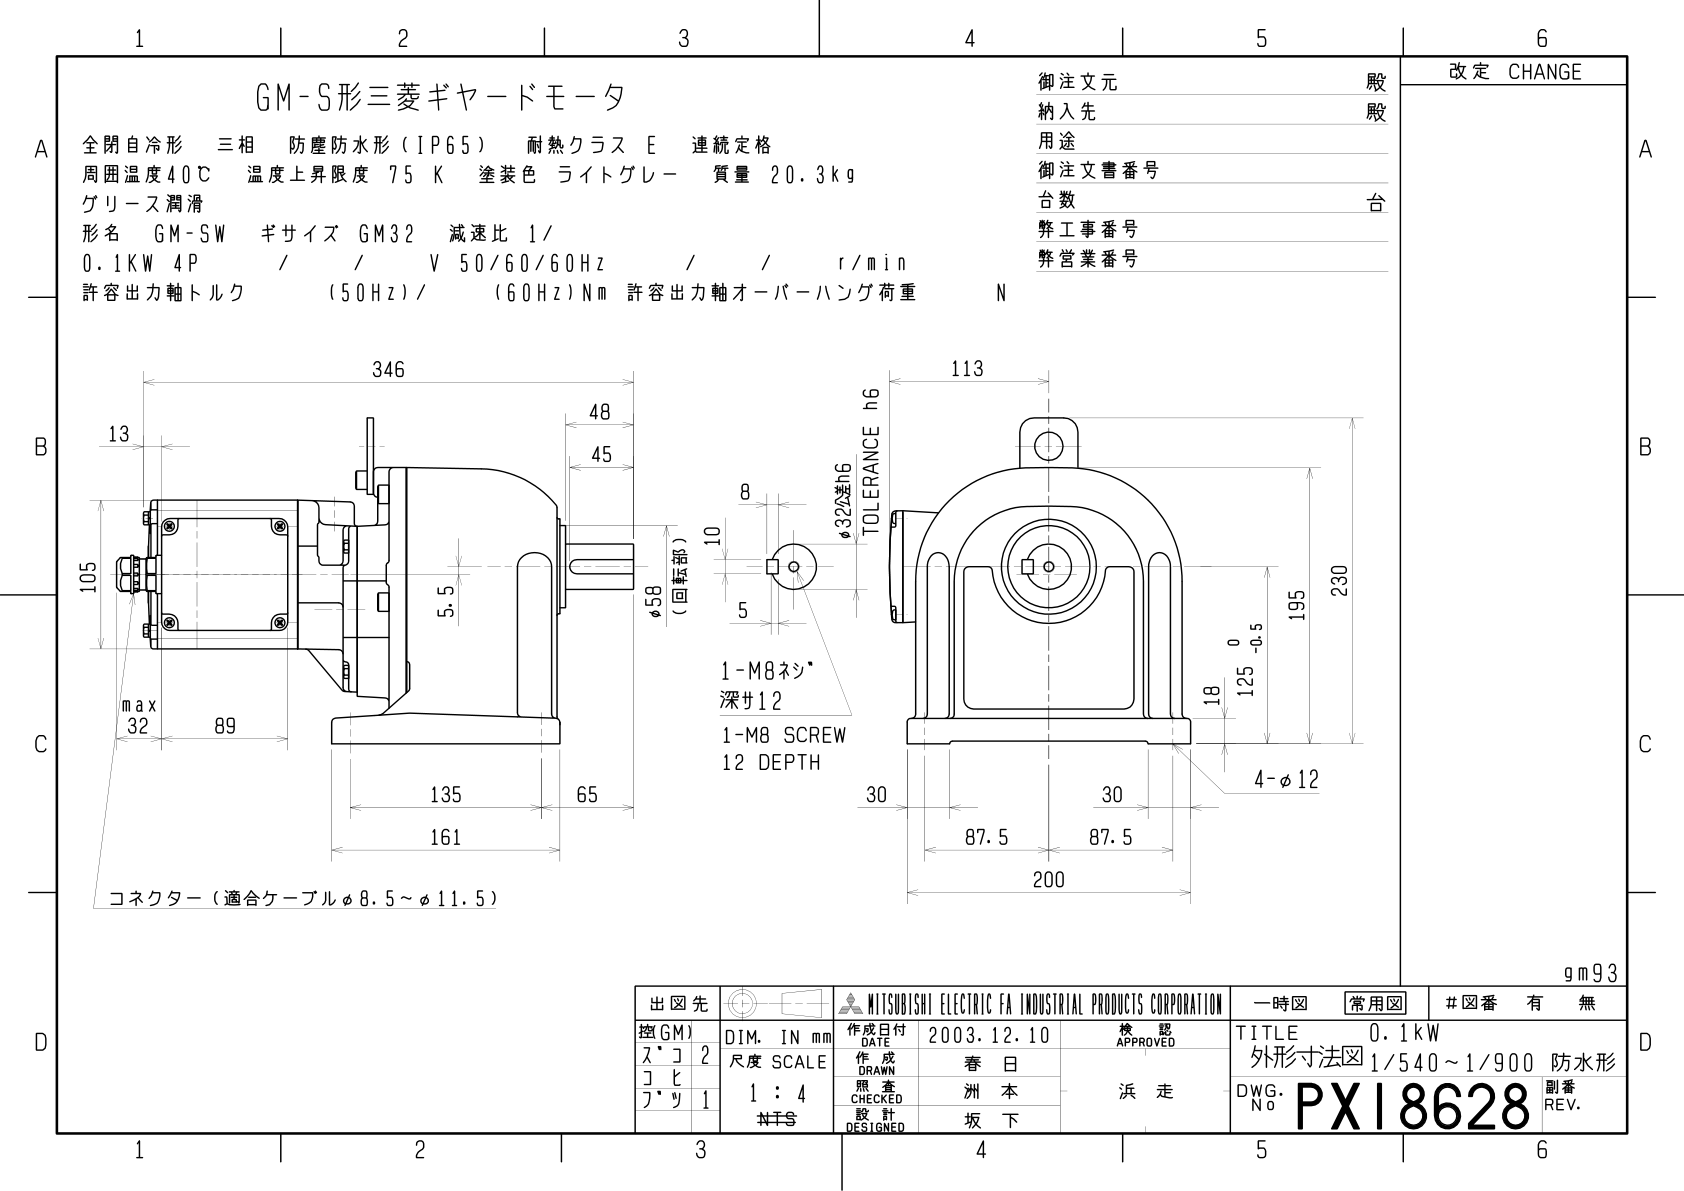 1 2 3 4 5 6
A
B
C
D
改定 CHANGE
GM-S形三菱ギヤードモータ
全閉自冷形 三相 防塵防水形(IP65) 耐熱クラス E 連続定格
周囲温度40℃ 温度上昇限度 75 K 塗装色 ライトグレー 質量 20.3kg
グリース潤滑
形名 GM-SW ギサイズ GM32 減速比 1/
0.1KW 4P / / V 50/60/60Hz / / r/min
許容出力軸トルク (50Hz)/ (60Hz)Nm 許容出力軸オーバーハング荷重 N
御注文元 殿
納入先 殿
用途
御注文書番号
台数 台
弊工事番号
弊営業番号
346
48
45
13
105
5.5
φ58
(回転部)
max
32
89
135
65
161
コネクター(適合ケーブルφ8.5～φ11.5)
8
10
5
φ32公差h6
TOLERANCE h6
1-M8ネジ
深サ12
1-M8 SCREW
12 DEPTH
113
230
195
125 0 -0.5
18
4-φ12
30
30
87.5
87.5
200
gm93
出図先
控(GM)
ズコ 2
コヒ
ブツ 1
DIM. IN mm
尺度 SCALE
1 : 4
NTS
MITSUBISHI ELECTRIC FA INDUSTRIAL PRODUCTS CORPORATION
作成日付 DATE
2003.12.10
作成 DRAWN
春日
照査 CHECKED
洲本
設計 DESIGNED
坂下
検認 APPROVED
浜走
一時図 常用図 #図番 有 無
TITLE 0.1kW
外形寸法図 1/540～1/900 防水形
DWG. No PX18628
副番 REV.
1 2 3 4 5 6
A
B
C
D